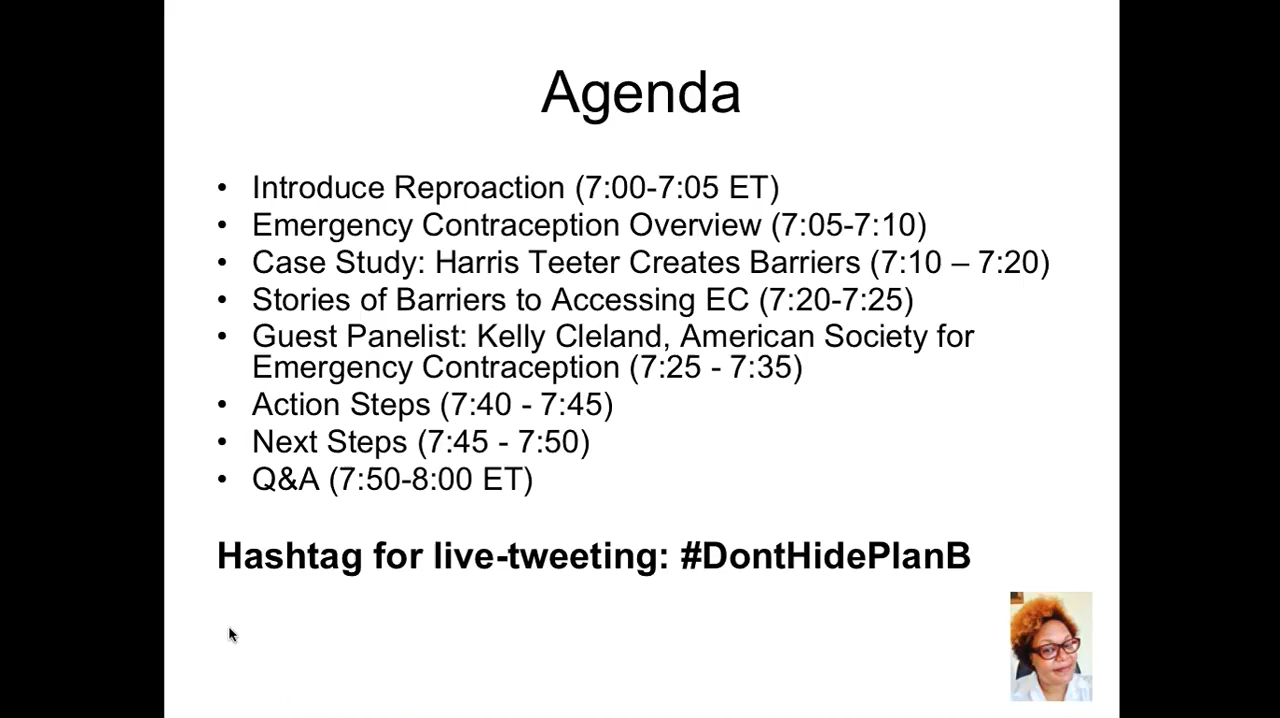 Agenda
• Introduce Reproaction (7:00-7:05 ET)
• Emergency Contraception Overview (7:05-7:10)
• Case Study: Harris Teeter Creates Barriers (7:10 – 7:20)
• Stories of Barriers to Accessing EC (7:20-7:25)
• Guest Panelist: Kelly Cleland, American Society for
Emergency Contraception (7:25 - 7:35)
• Action Steps (7:40 - 7:45)
• Next Steps (7:45 - 7:50)
• Q&A (7:50-8:00 ET)
Hashtag for live-tweeting: #DontHidePlanB